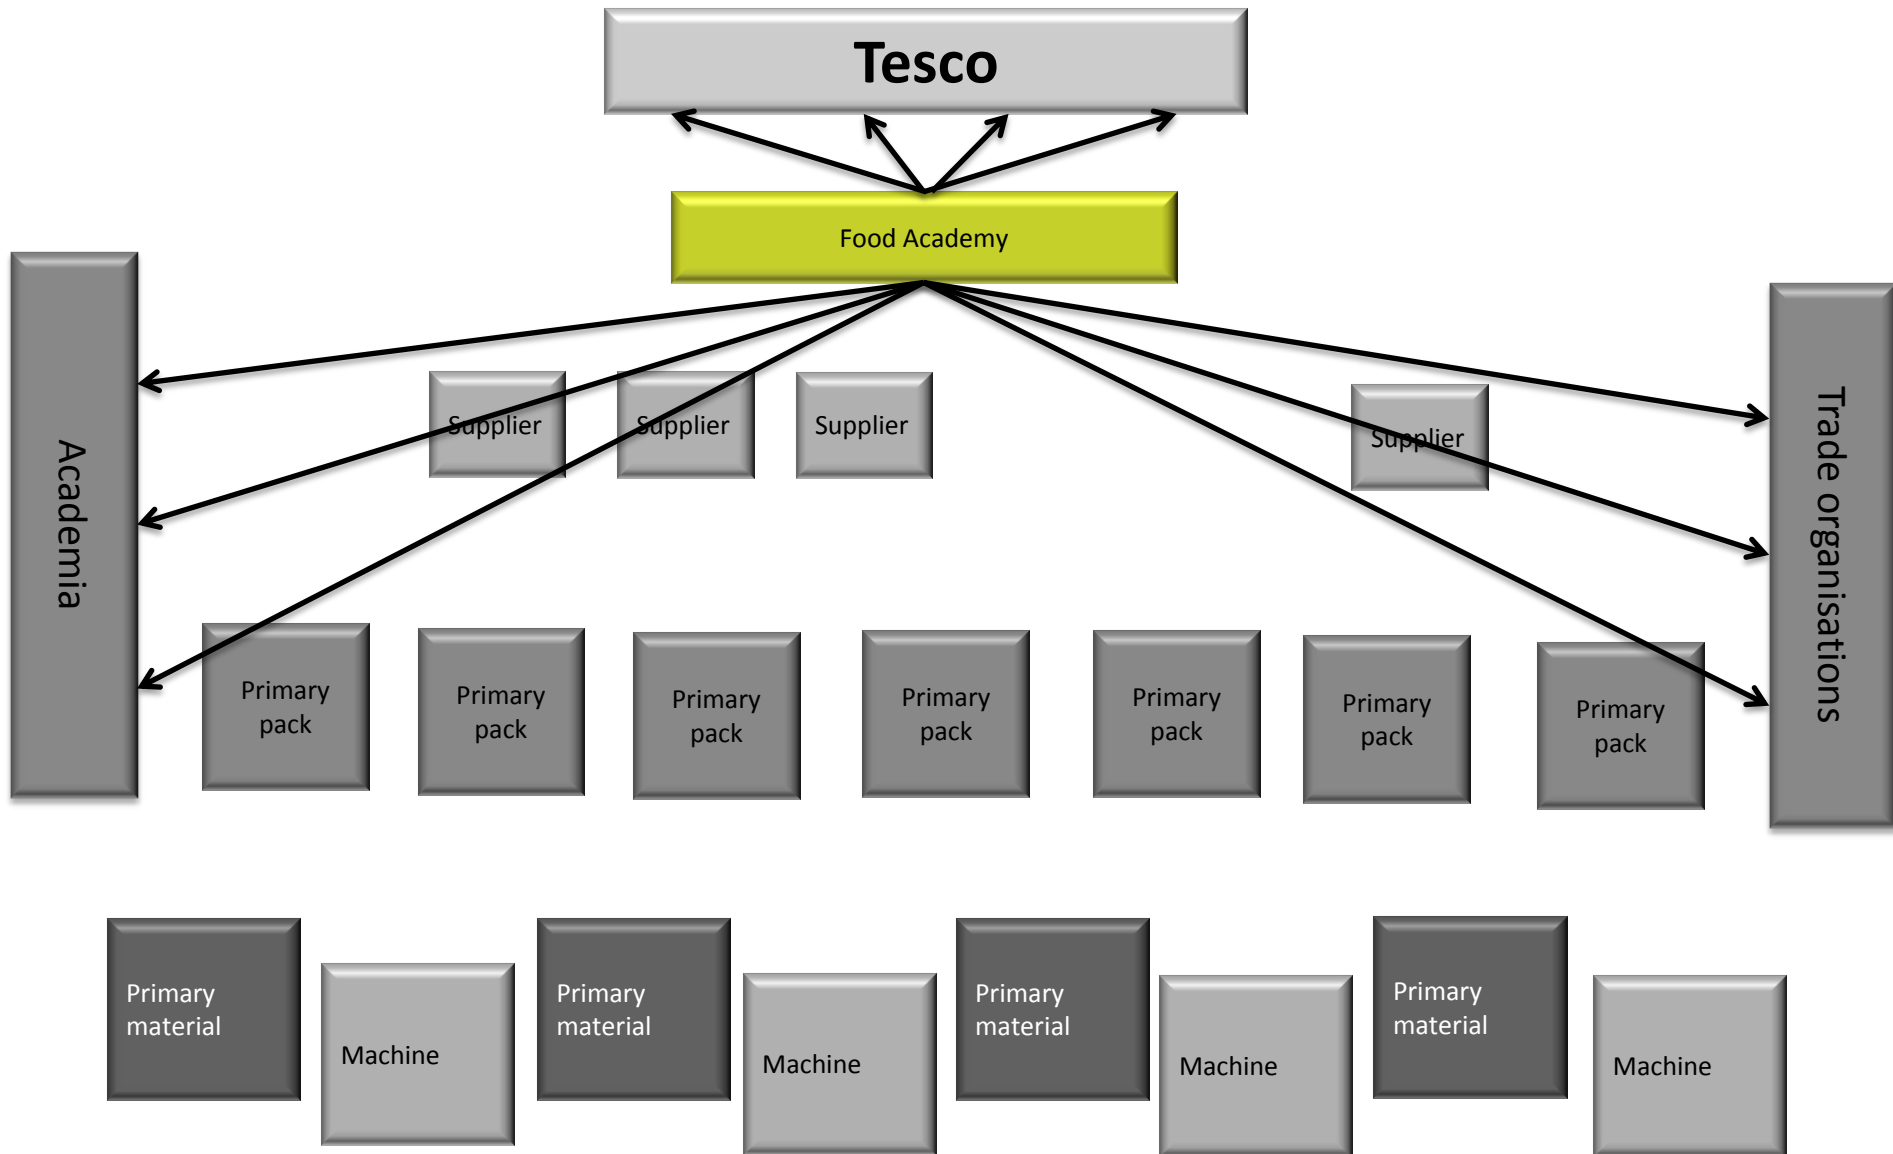 Tesco
Food Academy
Academia
Supplier
Supplier
Supplier
Supplier
Trade organisations
Primary
pack
Primary
pack
Primary
pack
Primary
pack
Primary
pack
Primary
pack
Primary
pack
Primary
material
Machine
Primary
material
Machine
Primary
material
Machine
Primary
material
Machine